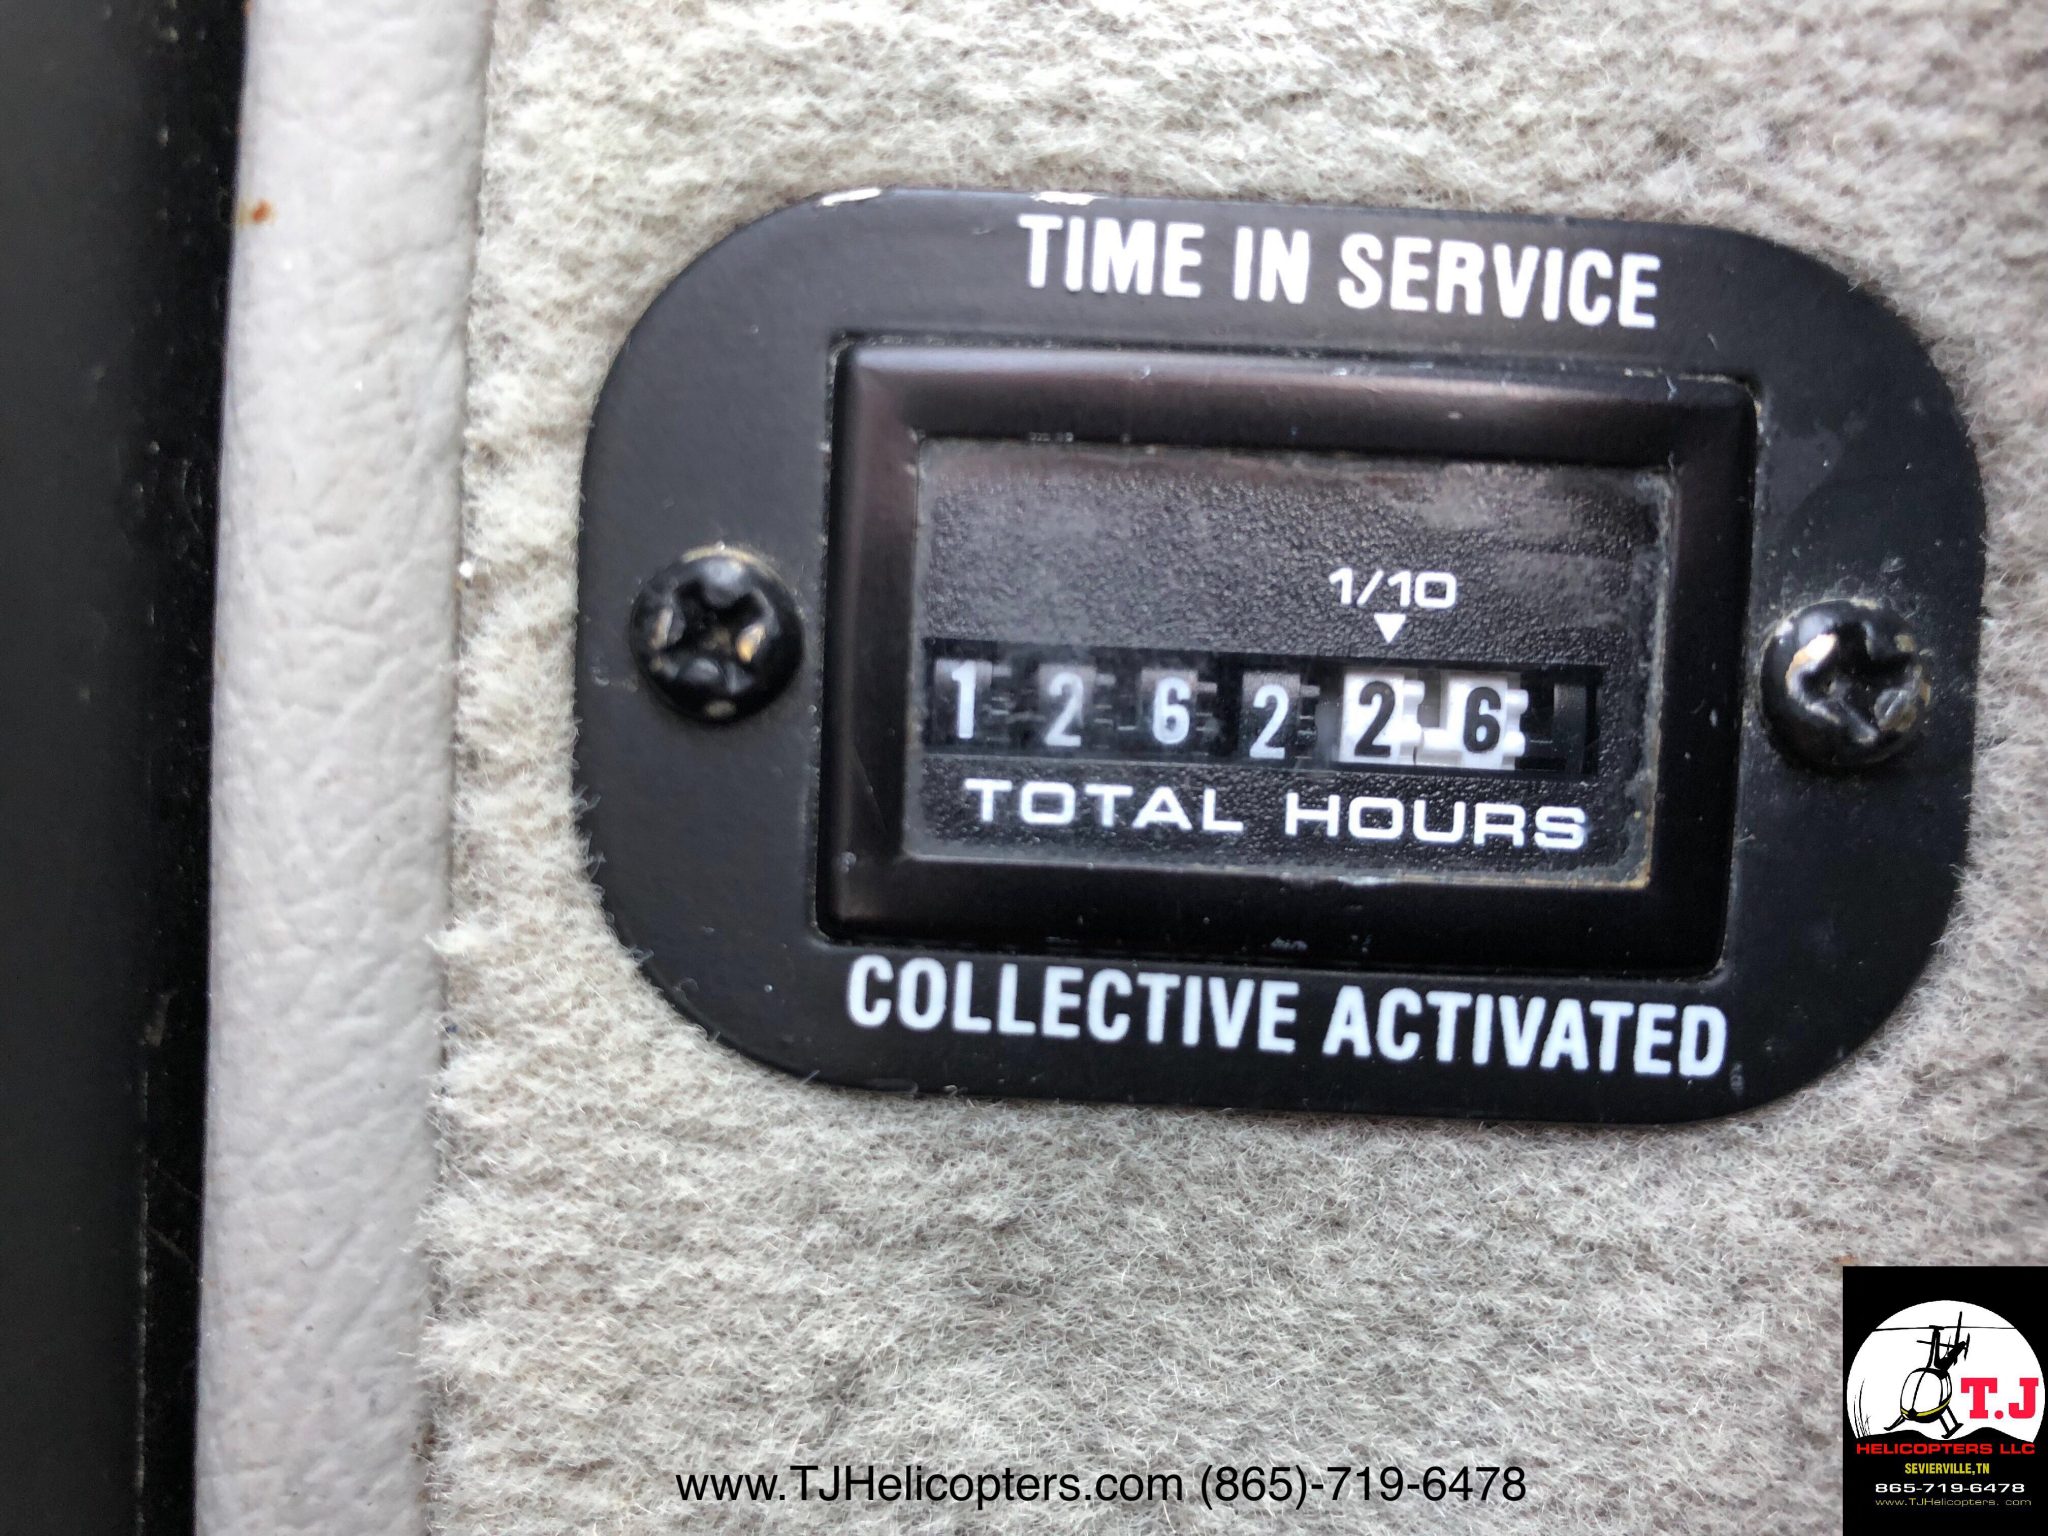 TIME IN SERVICE
1/10
1 2 6 2 2 6
TOTAL HOURS
COLLECTIVE ACTIVATED
www.TJHelicopters.com (865)-719-6478
T.J
HELICOPTERS LLC
SEVIERVILLE,TN
865-719-6478
www.TJHelicopters. com